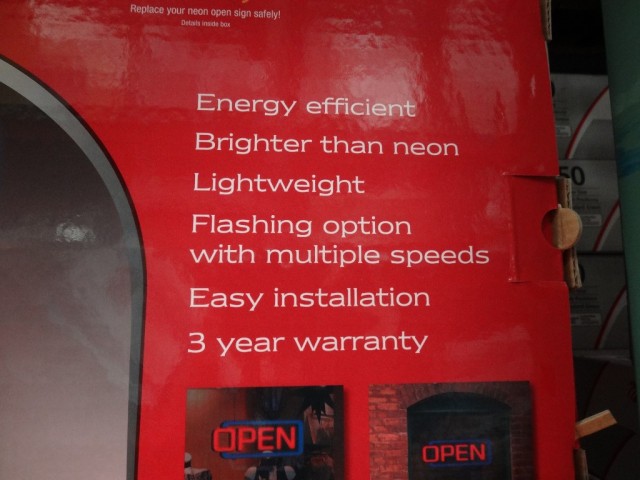 Replace your neon open sign safely!
Details inside box
Energy efficient
Brighter than neon
Lightweight
Flashing option
with multiple speeds
Easy installation
3 year warranty
OPEN
OPEN
50